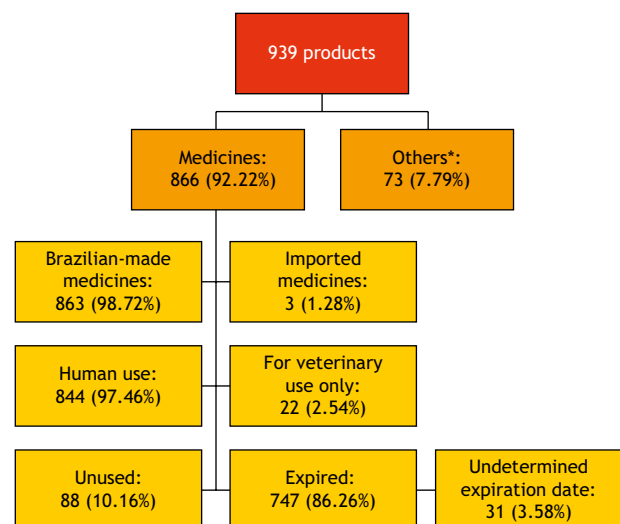 939 products
Medicines:
866 (92.22%)
Others*:
73 (7.79%)
Brazilian-made
medicines:
863 (98.72%)
Imported
medicines:
3 (1.28%)
Human use:
844 (97.46%)
For veterinary
use only:
22 (2.54%)
Unused:
88 (10.16%)
Expired:
747 (86.26%)
Undetermined
expiration date:
31 (3.58%)